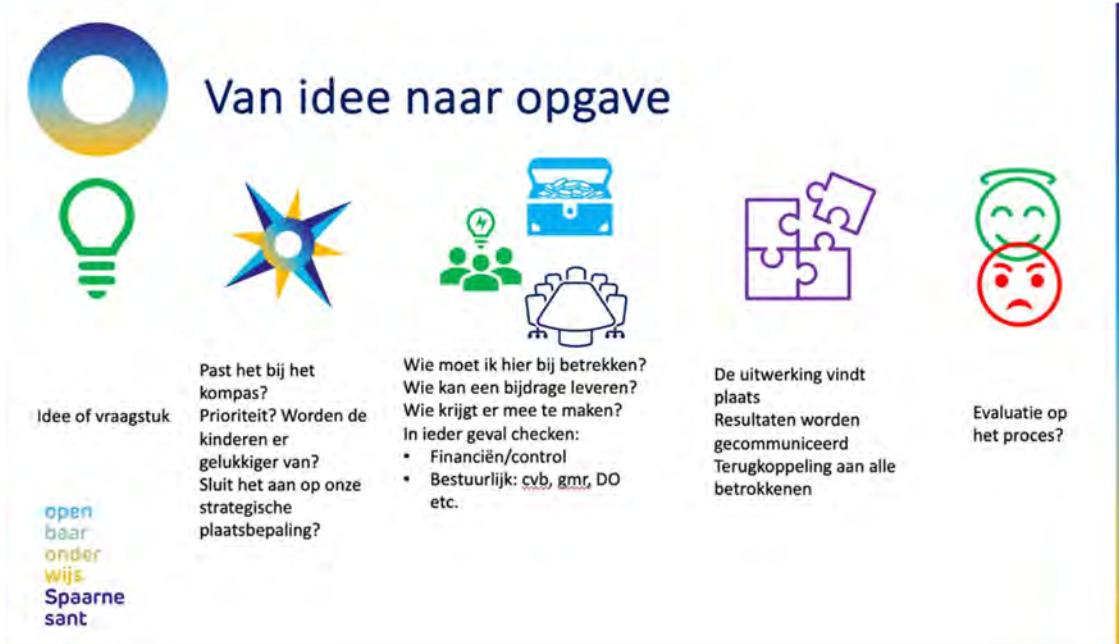 Van idee naar opgave
Idee of vraagstuk
Past het bij het
kompas?
Prioriteit? Worden de
kinderen er
gelukkiger van?
Sluit het aan op onze
strategische
plaatsbepaling?
Wie moet ik hier bij betrekken?
Wie kan een bijdrage leveren?
Wie krijgt er mee te maken?
In ieder geval checken:
• Financiën/control
• Bestuurlijk: cvb, gmr, DO
etc.
De uitwerking vindt
plaats
Resultaten worden
gecommuniceerd
Terugkoppeling aan alle
betrokkenen
Evaluatie op
het proces?
open
baar
onder
wijs
Spaarne
sant